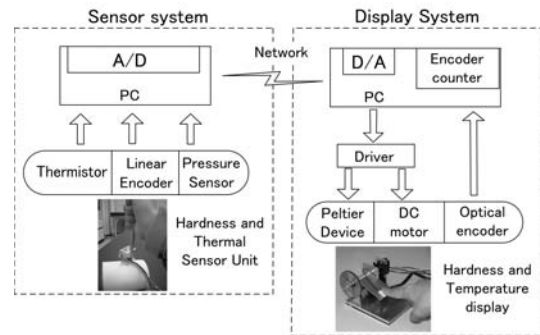 Sensor system
A/D
PC
Thermistor
Linear
Encoder
Pressure
Sensor
Hardness and
Thermal
Sensor Unit
Network
Display System
D/A
Encoder
counter
PC
Driver
Peltier
Device
DC
motor
Optical
encoder
Hardness and
Temperature
display